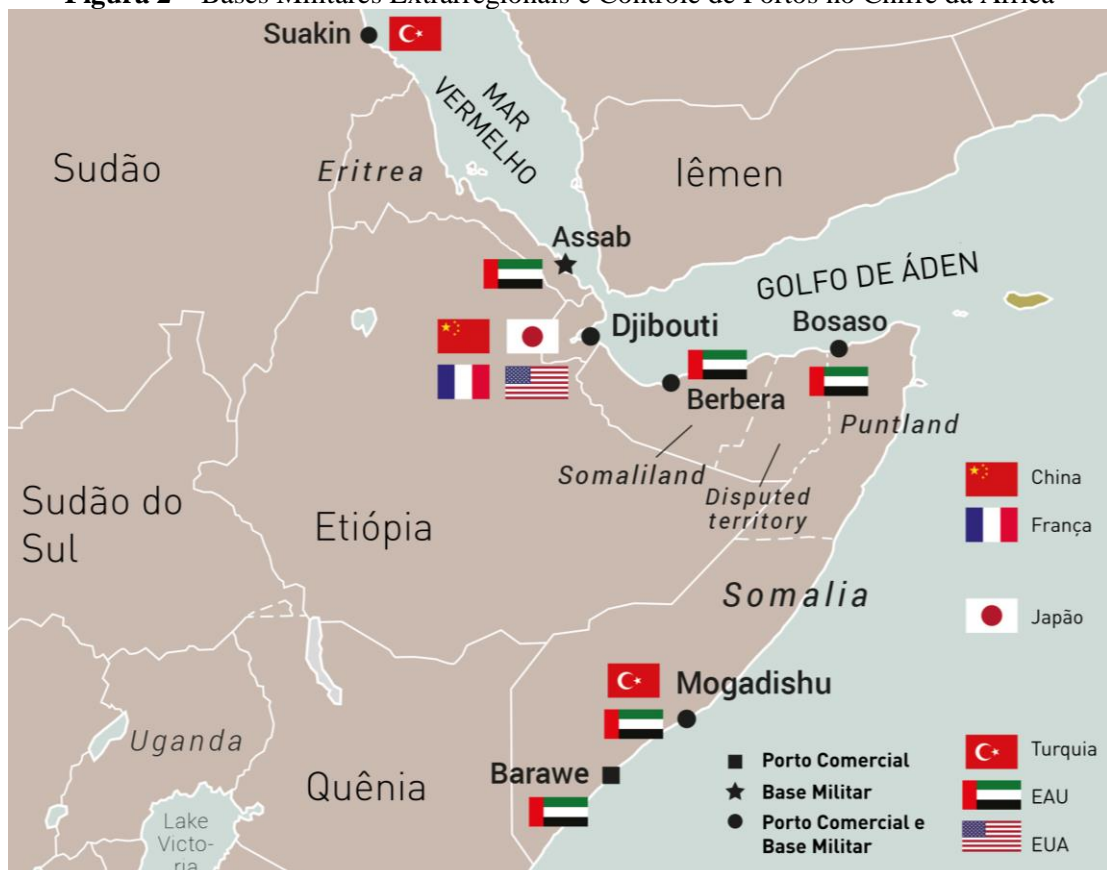 Figura 2 – Bases Militares Extrarregionais e Controle de Portos no Chifre da África
Suakin
MAR
VERMELHO
Sudão
Eritrea
Iêmen
Assab
GOLFO DE ÁDEN
Djibouti
Bosaso
Berbera
Puntland
Somaliland
Disputed
territory
Sudão do
Sul
Etiópia
Somalia
Mogadishu
Uganda
Quênia
Barawe
Lake
Victo-
ria
China
França
Japão
Turquia
EAU
EUA
Porto Comercial
Base Militar
Porto Comercial e
Base Militar